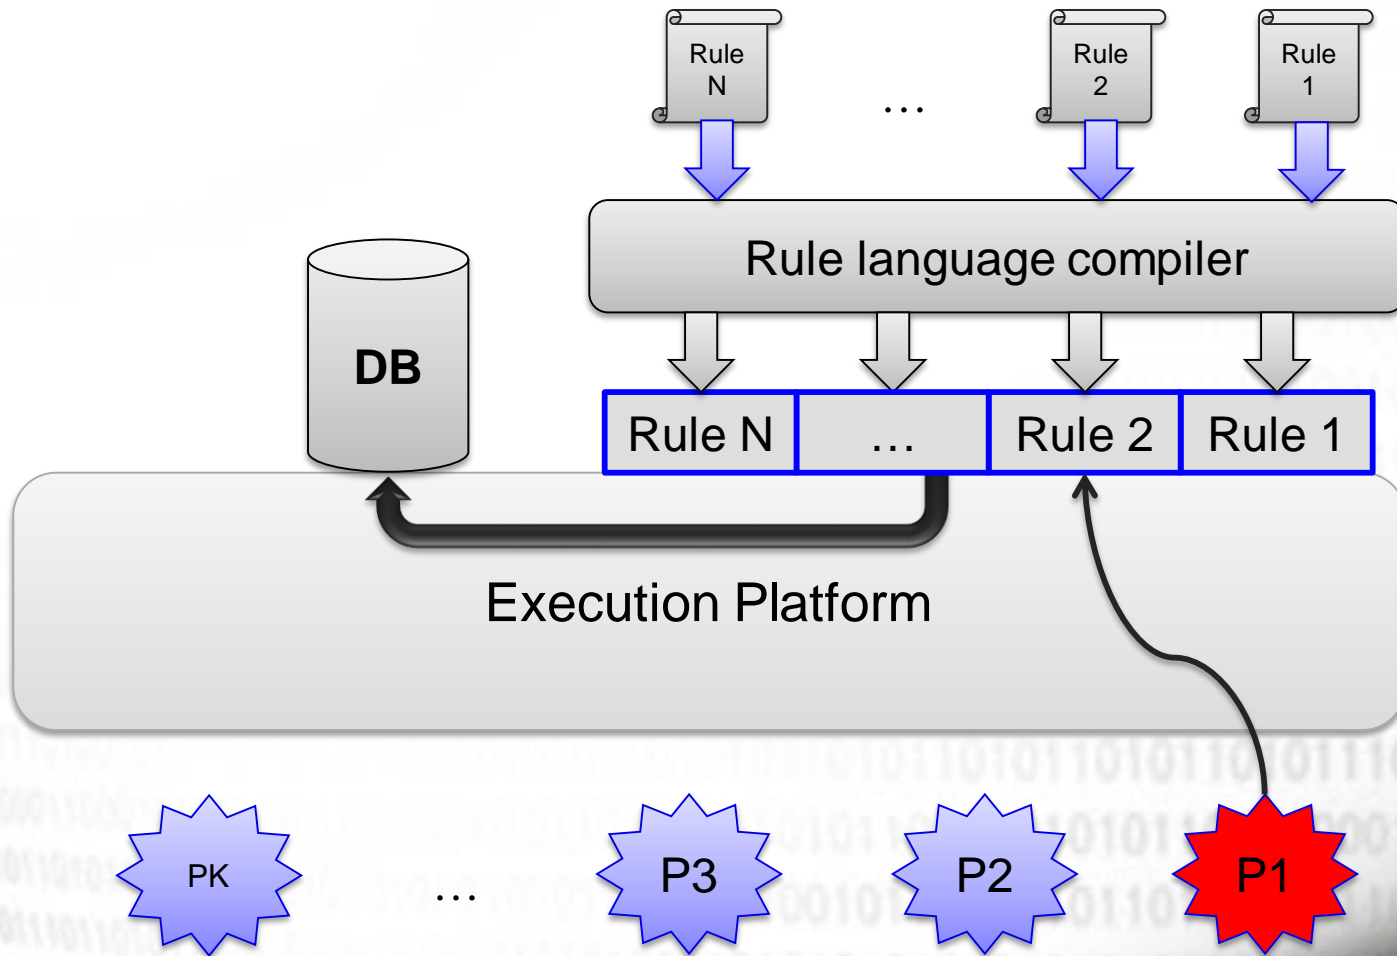 Rule
N
…
Rule
2
Rule
1
Rule language compiler
DB
Rule N
…
Rule 2
Rule 1
Execution Platform
PK
…
P3
P2
P1